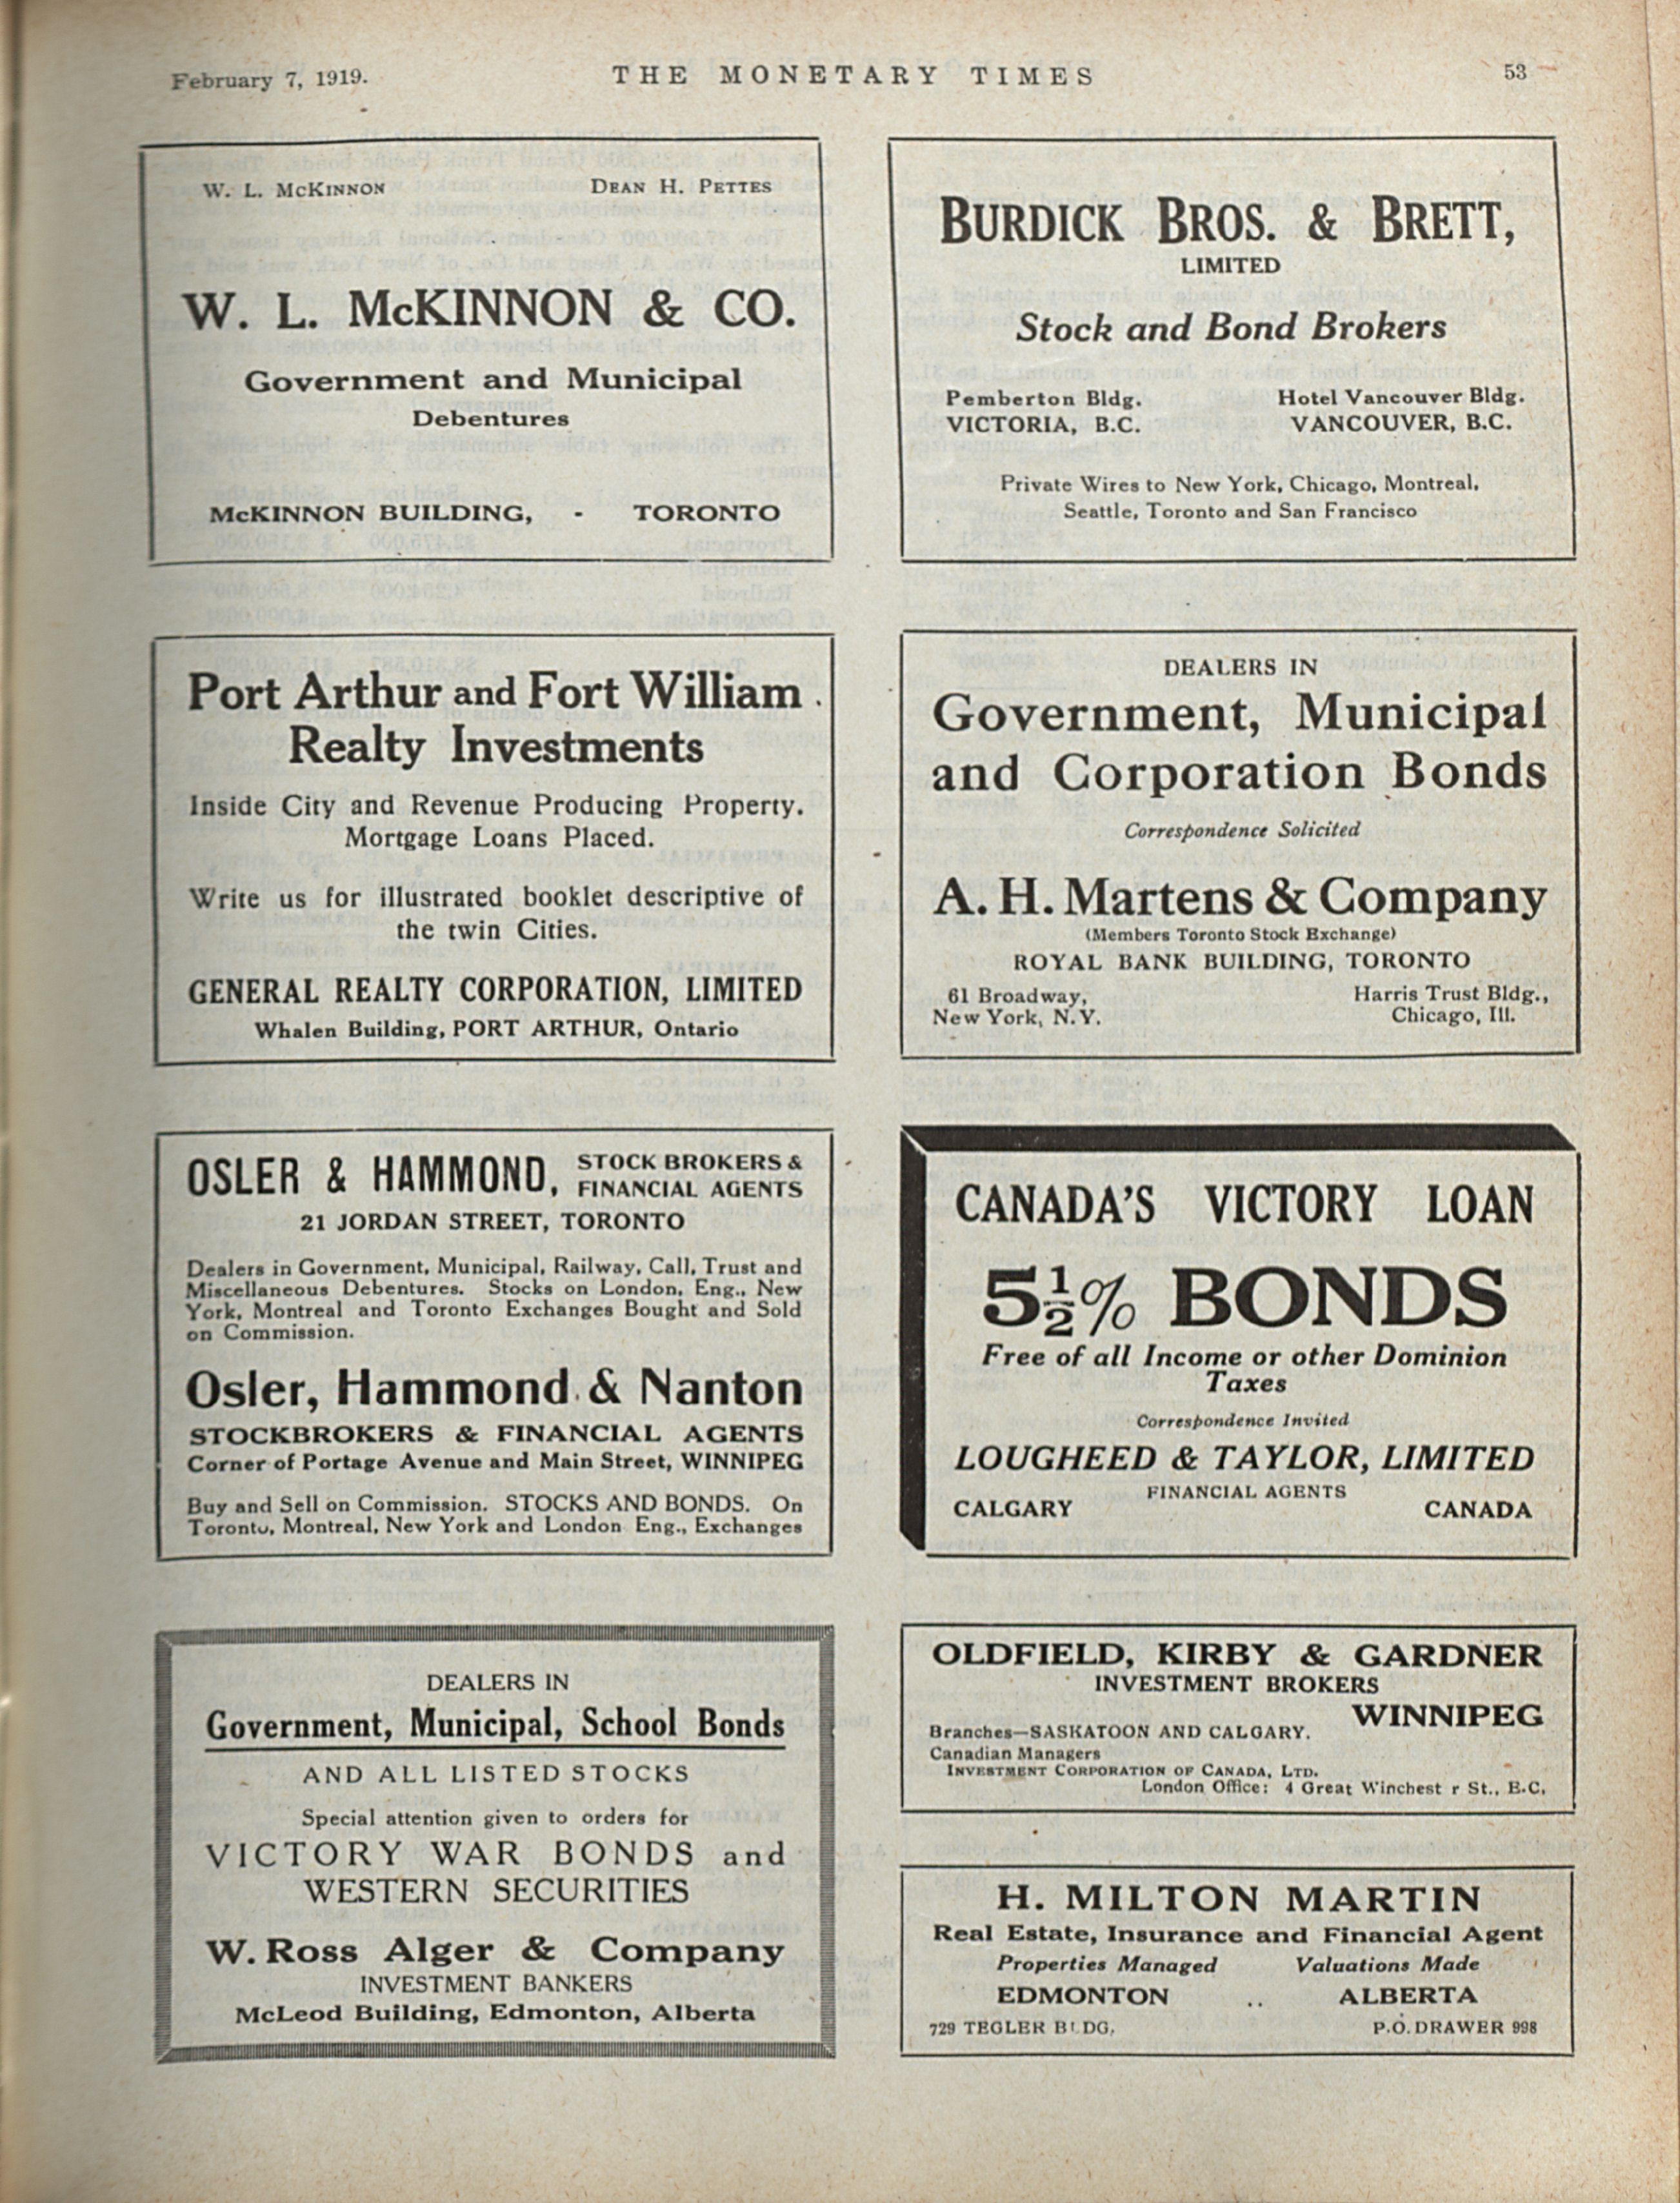 February 7, 1919.
THE MONETARY TIMES
53
W. L. McKinnon
Dean H. Pettes
W. L. McKINNON & CO.
Government and Municipal
Debentures
McKINNON BUILDING, - TORONTO
Port Arthur and Fort William
Realty Investments
Inside City and Revenue Producing Property.
Mortgage Loans Placed.
Write us for illustrated booklet descriptive of
the twin Cities.
GENERAL REALTY CORPORATION, LIMITED
Whalen Building, PORT ARTHUR, Ontario
OSLER & HAMMOND,
STOCK BROKERS &
FINANCIAL AGENTS
21 JORDAN STREET, TORONTO
Dealers in Government, Municipal, Railway, Call, Trust and
Miscellaneous Debentures. Stocks on London, Eng., New
York, Montreal and Toronto Exchanges Bought and Sold
on Commission.
Osler, Hammond & Nanton
STOCKBROKERS & FINANCIAL AGENTS
Corner of Portage Avenue and Main Street, WINNIPEG
Buy and Sell on Commission. STOCKS AND BONDS. On
Toronto, Montreal, New York and London Eng., Exchanges
DEALERS IN
Government, Municipal, School Bonds
AND ALL LISTED STOCKS
Special attention given to orders for
VICTORY WAR BONDS and
WESTERN SECURITIES
W. Ross Alger & Company
INVESTMENT BANKERS
McLeod Building, Edmonton, Alberta
BURDICK BROS. & BRETT,
LIMITED
Stock and Bond Brokers
Pemberton Bldg.
VICTORIA, B.C.
Hotel Vancouver Bldg.
VANCOUVER, B.C.
Private Wires to New York, Chicago, Montreal,
Seattle, Toronto and San Francisco
DEALERS IN
Government, Municipal
and Corporation Bonds
Correspondence Solicited
A. H. Martens & Company
(Members Toronto Stock Exchange)
ROYAL BANK BUILDING, TORONTO
61 Broadway,
New York, N.Y.
Harris Trust Bldg.,
Chicago, Ill.
CANADA'S VICTORY LOAN
5½% BONDS
Free of all Income or other Dominion
Taxes
Correspondence Invited
LOUGHEED & TAYLOR, LIMITED
FINANCIAL AGENTS
CALGARY
CANADA
OLDFIELD, KIRBY & GARDNER
INVESTMENT BROKERS
WINNIPEG
Branches—SASKATOON AND CALGARY.
Canadian Managers
Investment Corporation of Canada, Ltd.
London Office: 4 Great Winchest r St., E.C.
H. MILTON MARTIN
Real Estate, Insurance and Financial Agent
Properties Managed
Valuations Made
EDMONTON .. ALBERTA
729 TEGLER BLDG.
P.O. DRAWER 998